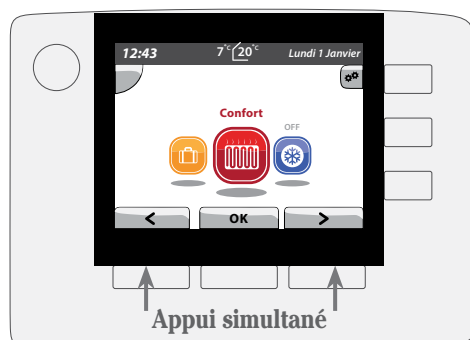 12:43 7°c 20°c Lundi 1 Janvier
Confort
OFF
< OK >
Appui simultané